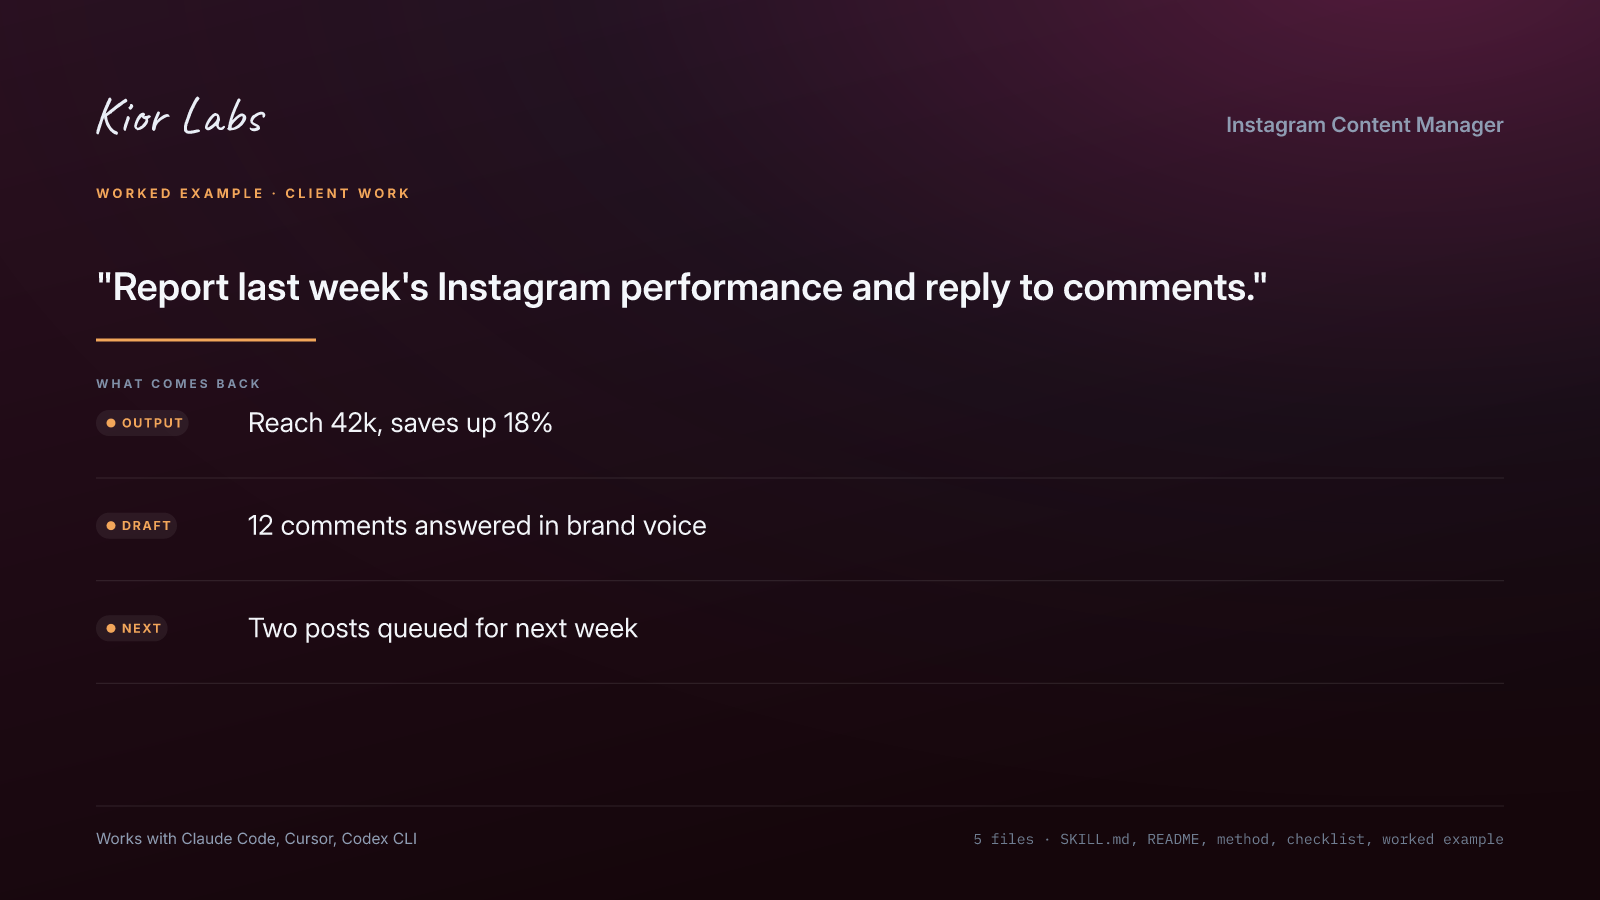 Kior Labs
Instagram Content Manager
WORKED EXAMPLE · CLIENT WORK
"Report last week's Instagram performance and reply to comments."
WHAT COMES BACK
OUTPUT Reach 42k, saves up 18%
DRAFT 12 comments answered in brand voice
NEXT Two posts queued for next week
Works with Claude Code, Cursor, Codex CLI
5 files · SKILL.md, README, method, checklist, worked example